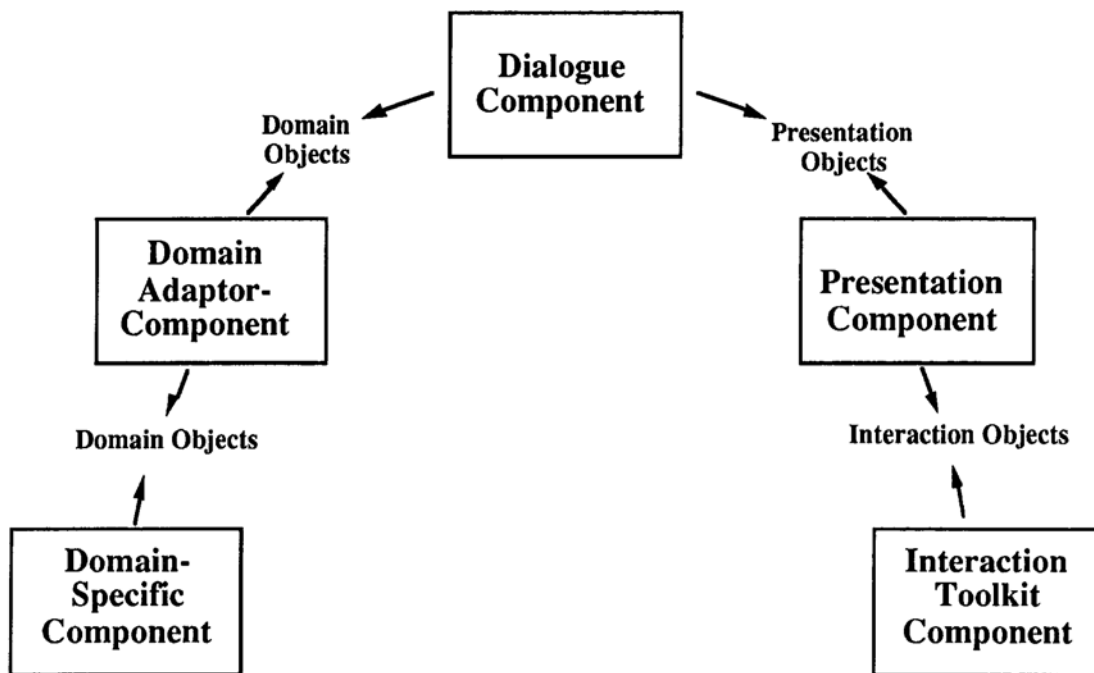 Dialogue
Component
Domain
Objects
Presentation
Objects
Domain
Adaptor-
Component
Presentation
Component
Domain Objects
Interaction Objects
Domain-
Specific
Component
Interaction
Toolkit
Component